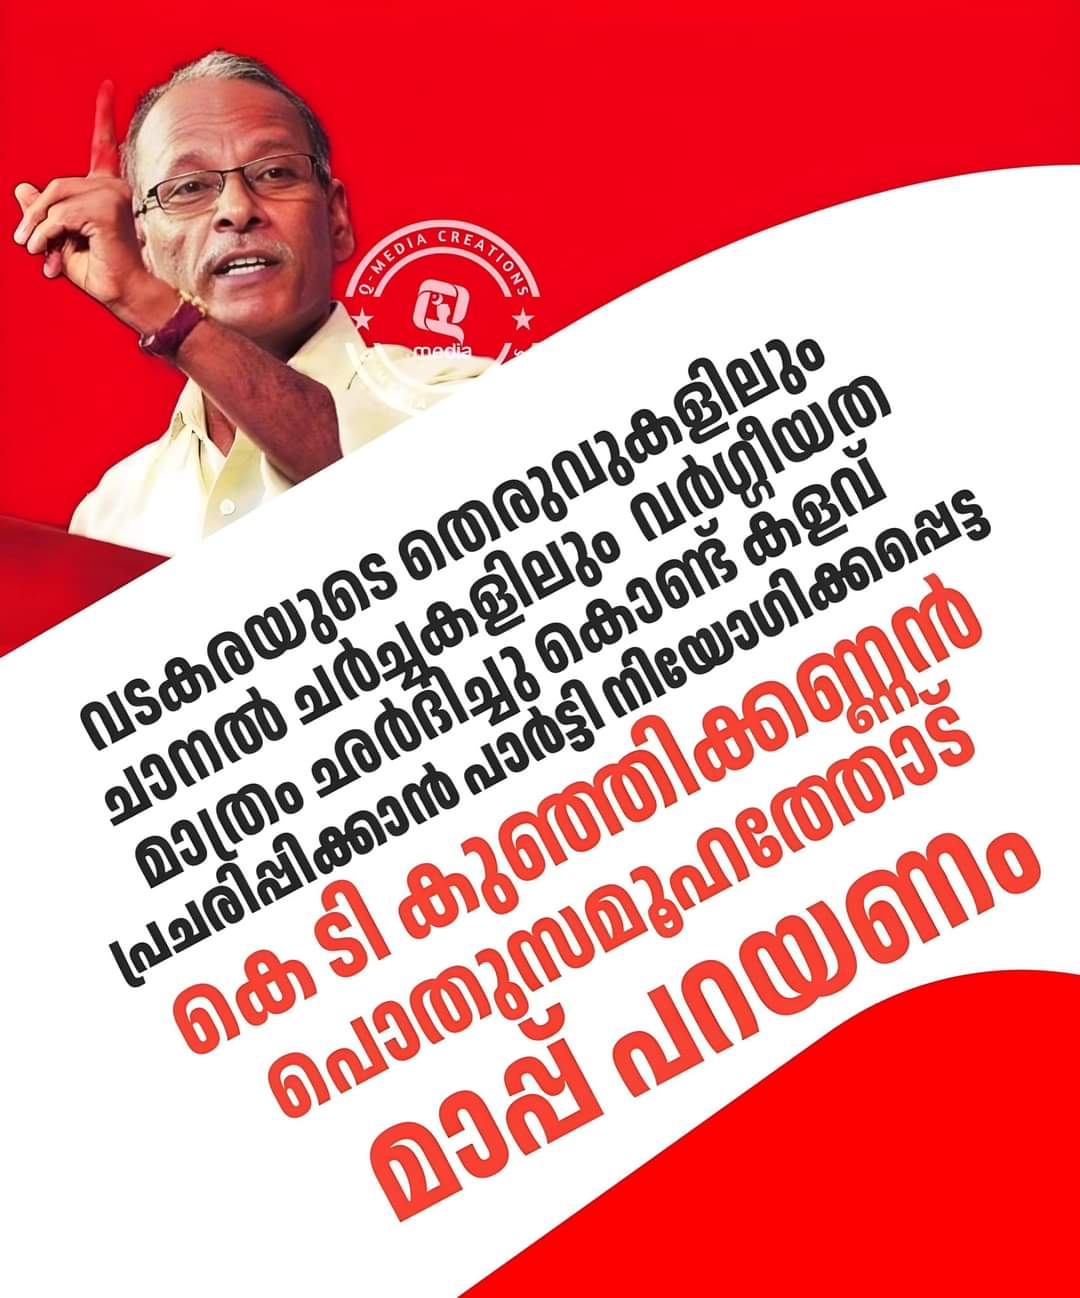 Q-MEDIA CREATIONS
Q
media
വടകരയുടെ തെരുവുകളിലും
ചാനൽ ചർച്ചകളിലും വർഗ്ഗീയത
മാത്രം ഛർദിച്ചു കൊണ്ട് കളവ്
പ്രചരിപ്പിക്കാൻ പാർട്ടി നിയോഗിക്കപ്പെട്ട
കെ ടി കുഞ്ഞിക്കണ്ണൻ
പൊതുസമൂഹത്തോട്
മാപ്പ് പറയണം